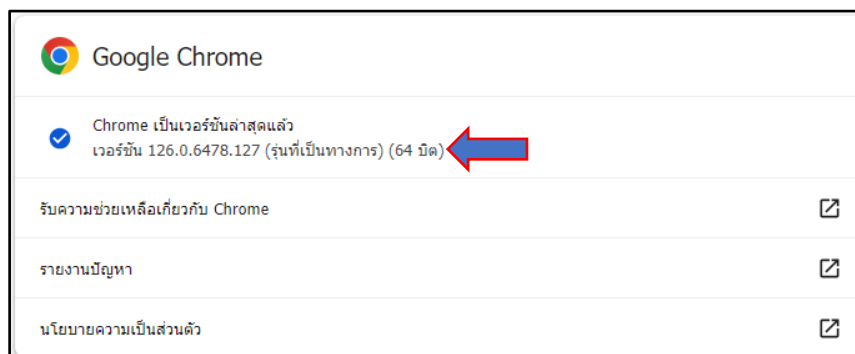 Google Chrome
Chrome เป็นเวอร์ชันล่าสุดแล้ว
เวอร์ชัน 126.0.6478.127 (รุ่นที่เป็นทางการ) (64 บิต)
รับความช่วยเหลือเกี่ยวกับ Chrome
รายงานปัญหา
นโยบายความเป็นส่วนตัว